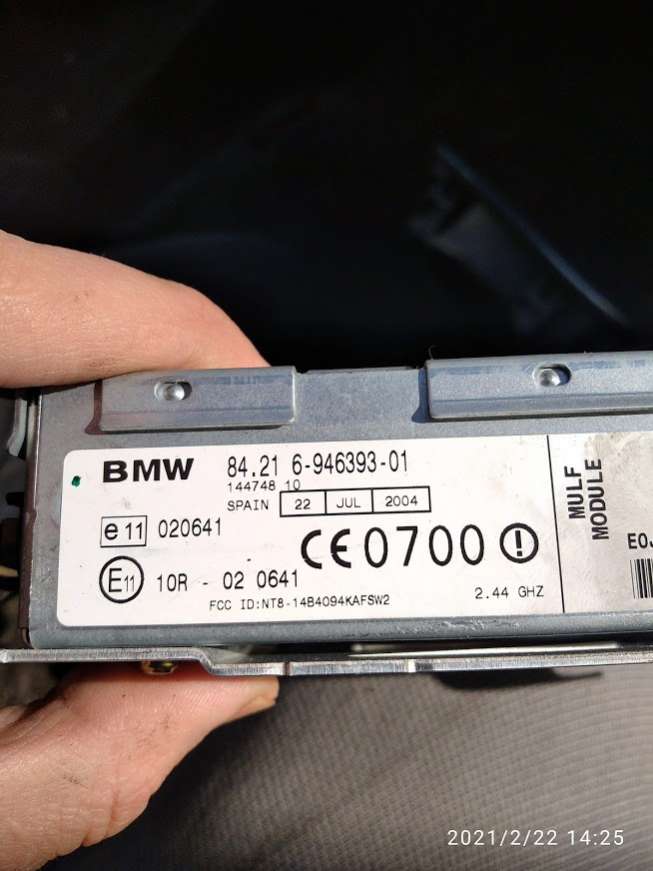 BMW 84.21 6-946393-01
144748 10
SPAIN 22 JUL 2004
e11 020641
CE0700
E11 10R - 02 0641
FCC ID:NT8-14B4094KAFSW2
2.44 GHZ
MULF
MODULE
2021/2/22 14:25